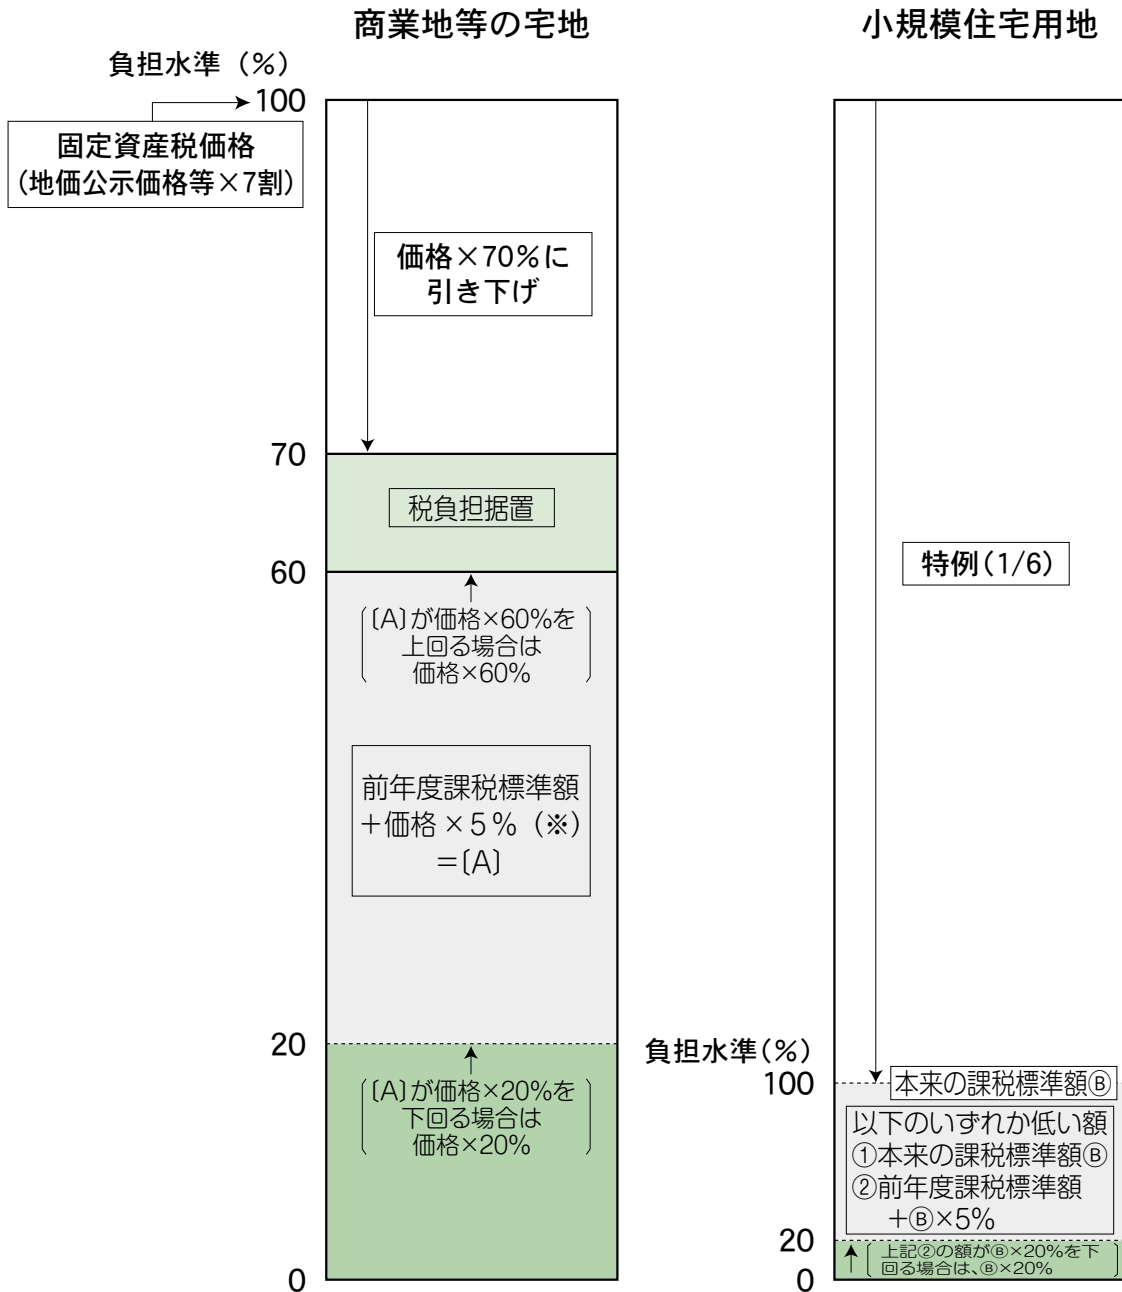 商業地等の宅地
負担水準（%）
100
固定資産税価格
（地価公示価格等×7割）
価格×70%に
引き下げ
70
税負担据置
60
〔A〕が価格×60%を
上回る場合は
価格×60%
前年度課税標準額
＋価格×5%（※）
＝〔A〕
20
〔A〕が価格×20%を
下回る場合は
価格×20%
0
小規模住宅用地
特例（1/6）
負担水準（%）
100
本来の課税標準額Ⓑ
以下のいずれか低い額
①本来の課税標準額Ⓑ
②前年度課税標準額
＋Ⓑ×5%
20
上記②の額がⒷ×20%を下
回る場合は、Ⓑ×20%
0